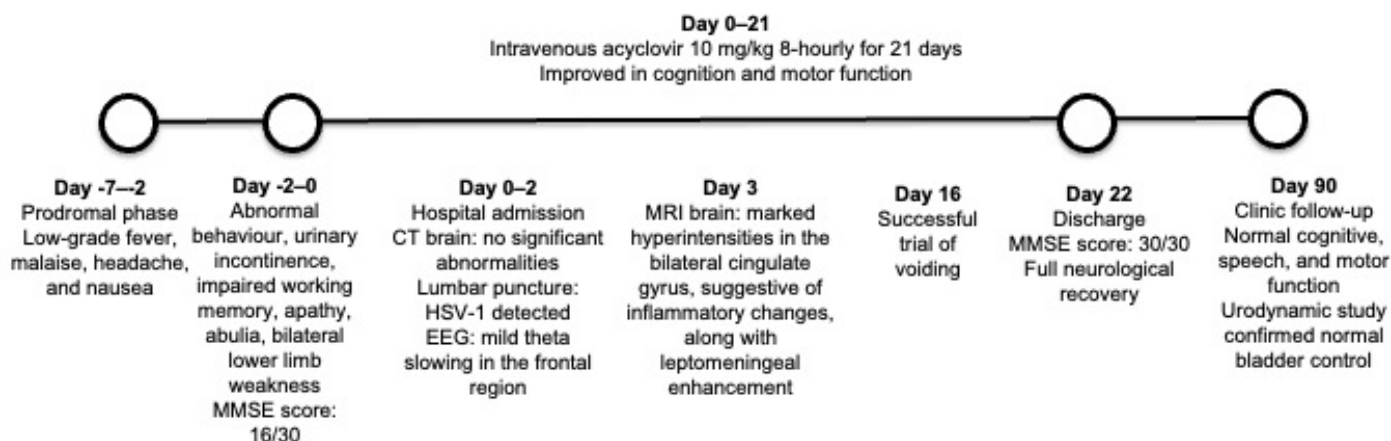 Day 0–21
Intravenous acyclovir 10 mg/kg 8-hourly for 21 days
Improved in cognition and motor function
Day -7–-2
Prodromal phase
Low-grade fever,
malaise, headache,
and nausea
Day -2–0
Abnormal
behaviour, urinary
incontinence,
impaired working
memory, apathy,
abulia, bilateral
lower limb
weakness
MMSE score:
16/30
Day 0–2
Hospital admission
CT brain: no significant
abnormalities
Lumbar puncture:
HSV-1 detected
EEG: mild theta
slowing in the frontal
region
Day 3
MRI brain: marked
hyperintensities in the
bilateral cingulate
gyrus, suggestive of
inflammatory changes,
along with
leptomeningeal
enhancement
Day 16
Successful
trial of
voiding
Day 22
Discharge
MMSE score: 30/30
Full neurological
recovery
Day 90
Clinic follow-up
Normal cognitive,
speech, and motor
function
Urodynamic study
confirmed normal
bladder control